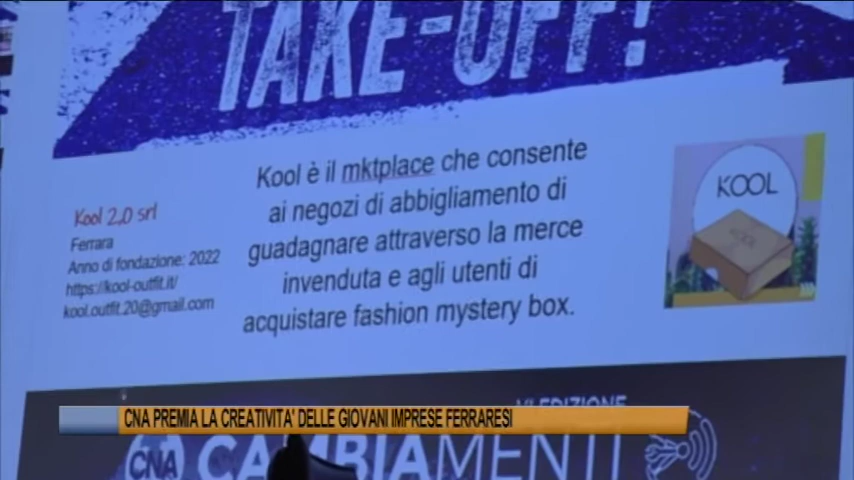 TAKE-OFF!
Kool 2.0 srl
Ferrara
Anno di fondazione: 2022
https://kool-outfit.it/
kool.outfit.20@gmail.com
Kool è il mktplace che consente
ai negozi di abbigliamento di
guadagnare attraverso la merce
invenduta e agli utenti di
acquistare fashion mystery box.
KOOL
KOOL
VI EDIZIONE
CNA PREMIA LA CREATIVITA' DELLE GIOVANI IMPRESE FERRARESI
CNA CAMBIAMENTI